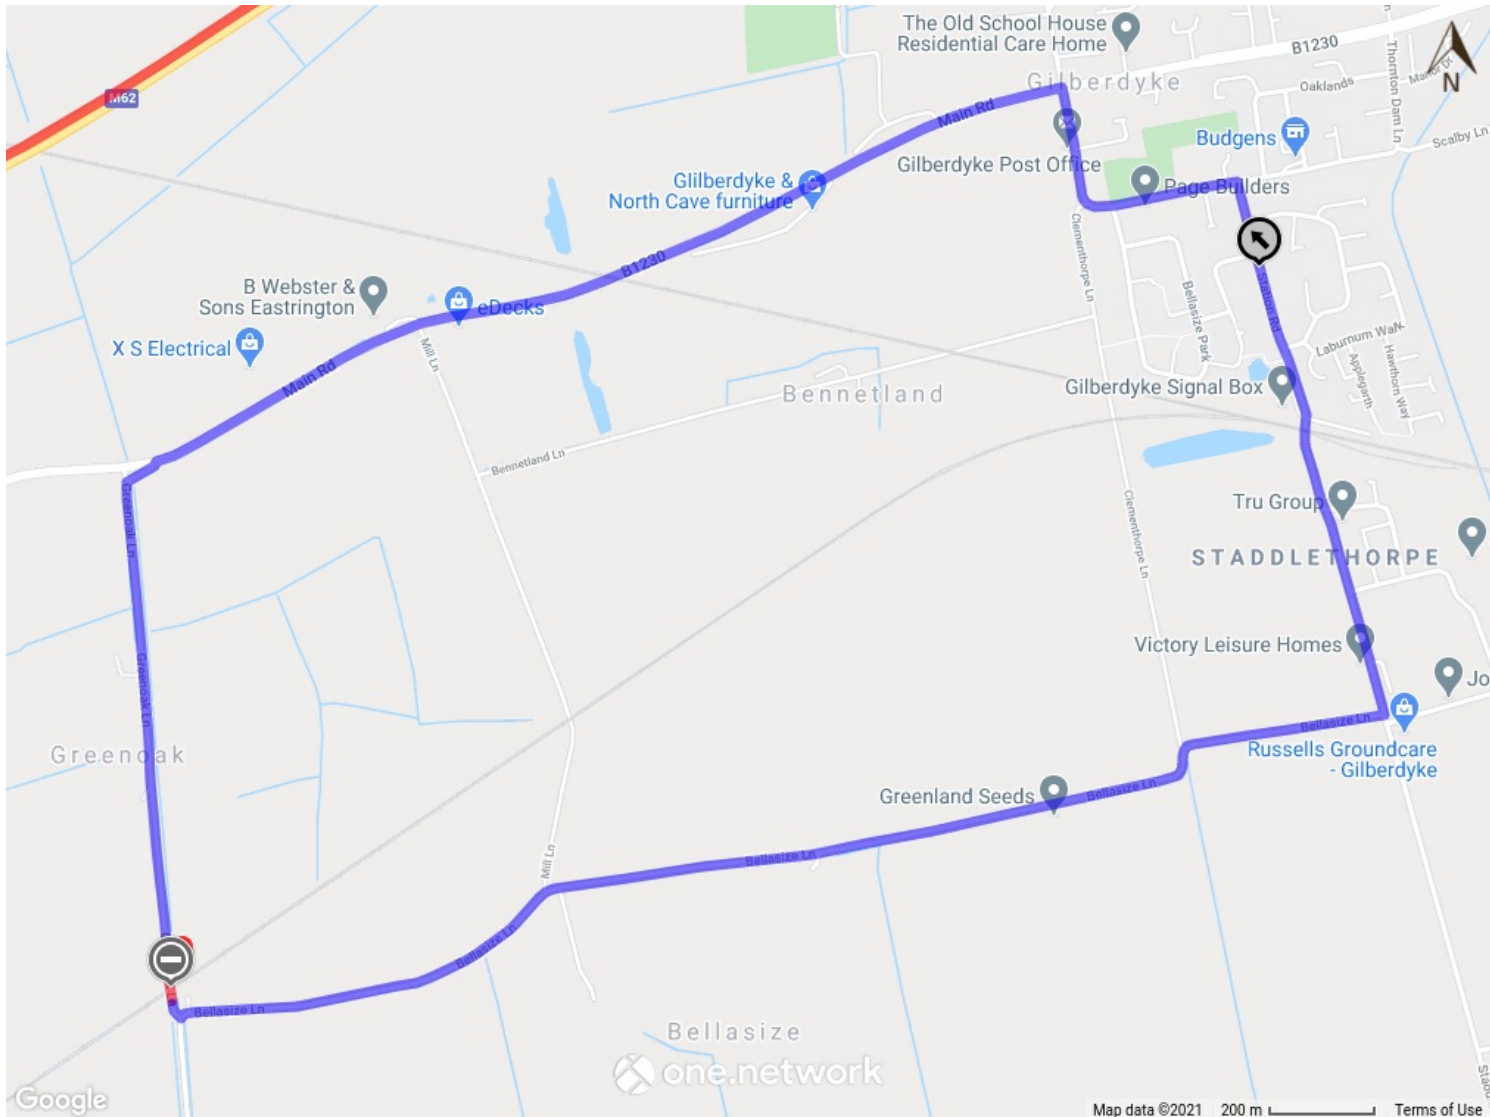 The Old School House
Residential Care Home
B1230
Thornton Dam Ln
N
M62
Gilberdyke
Oaklands
Main Rd
Budgens
Scalby Ln
Gilberdyke Post Office
Glilberdyke &
North Cave furniture
Page Builders
Clementhorpe Ln
B1230
B Webster &
Sons Eastrington
eDecks
Station Rd
Bellasize Park
X S Electrical
Mill Ln
Laburnum Walk
Main Rd
Applegarth
Hawthorn Way
Gilberdyke Signal Box
Bennetland
Bennetland Ln
Greenoak Ln
Clementhorpe Ln
Tru Group
STADDLETHORPE
Victory Leisure Homes
Greenoak Ln
Jo
Greenoak
Bellasize Ln
Russells Groundcare
- Gilberdyke
Greenland Seeds
Bellasize Ln
Mill Ln
Bellasize Ln
Bellasize Ln
Bellasize Ln
Bellasize
one.network
Google
Map data ©2021
200 m
Terms of Use